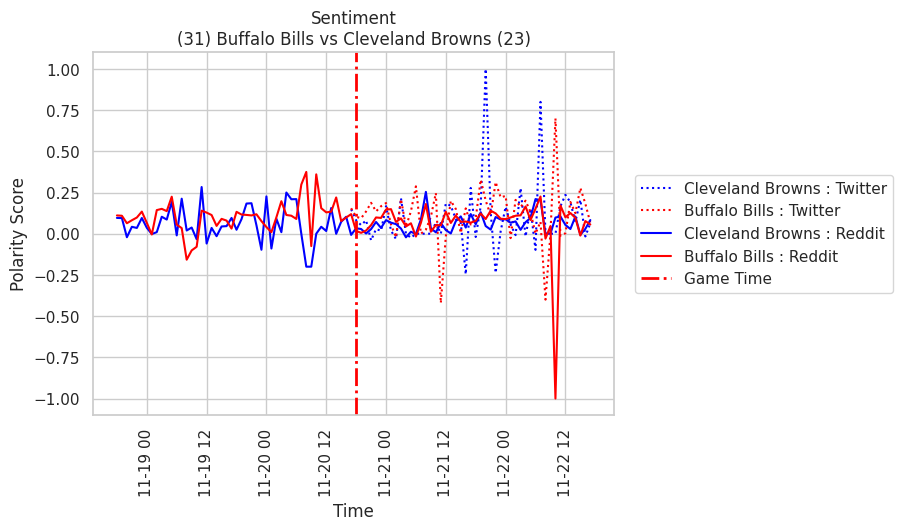 Sentiment
(31) Buffalo Bills vs Cleveland Browns (23)
Polarity Score
1.00
0.75
0.50
0.25
0.00
−0.25
−0.50
−0.75
−1.00
11-19 00
11-19 12
11-20 00
11-20 12
11-21 00
11-21 12
11-22 00
11-22 12
Time
Cleveland Browns : Twitter
Buffalo Bills : Twitter
Cleveland Browns : Reddit
Buffalo Bills : Reddit
Game Time